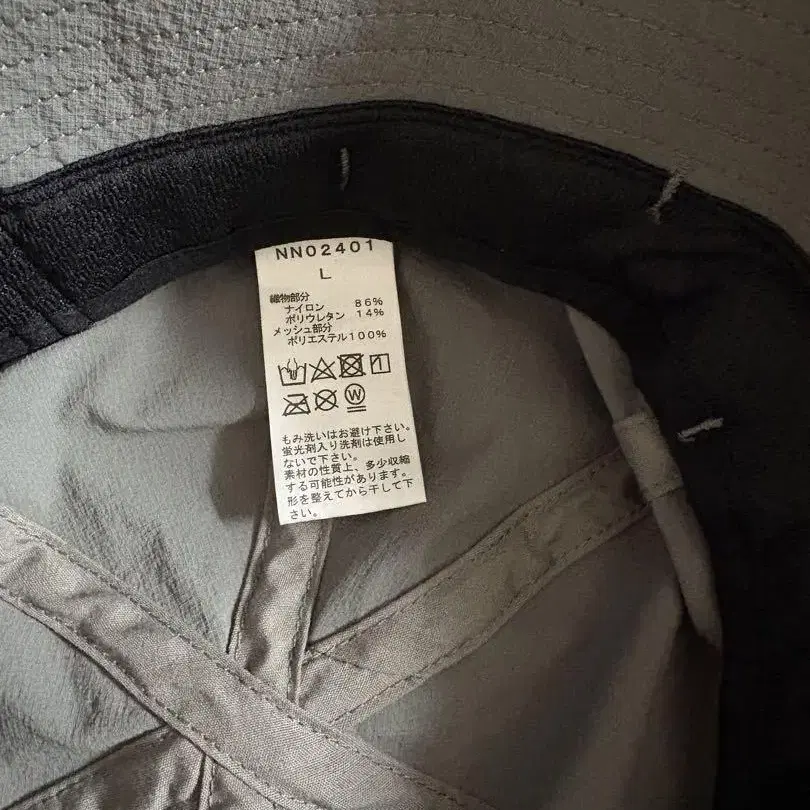 NN02401
L
織物部分
ナイロン 86%
ポリウレタン 14%
メッシュ部分
ポリエステル100%
W
もみ洗いはお避け下さい。
蛍光剤入り洗剤は使用し
ないで下さい。
素材の性質上、多少収縮
する可能性があります。
形を整えてから干して下
さい。